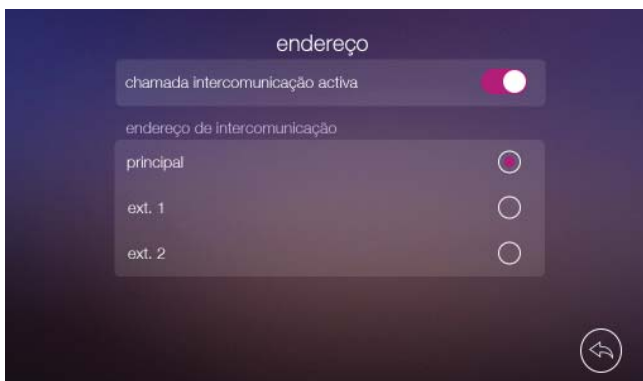 endereço
chamada intercomunicação activa
endereço de intercomunicação
principal
ext. 1
ext. 2